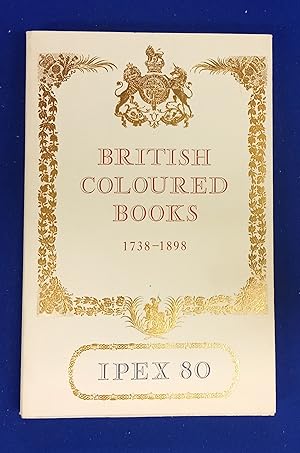 BRITISH
COLOURED
BOOKS
1738–1898
IPEX 80